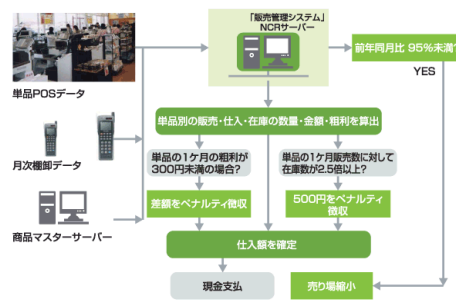 「販売管理システム」
NCRサーバー
前年同月比 95%未満?
YES
単品POSデータ
単品別の販売・仕入・在庫の数量・金額・粗利を算出
月次棚卸データ
単品の1ケ月の粗利が
300円未満の場合?
単品の1ケ月販売数に対して
在庫数が2.5倍以上?
差額をペナルティ徴収
500円をペナルティ
徴収
商品マスターサーバー
仕入額を確定
現金支払
売り場縮小